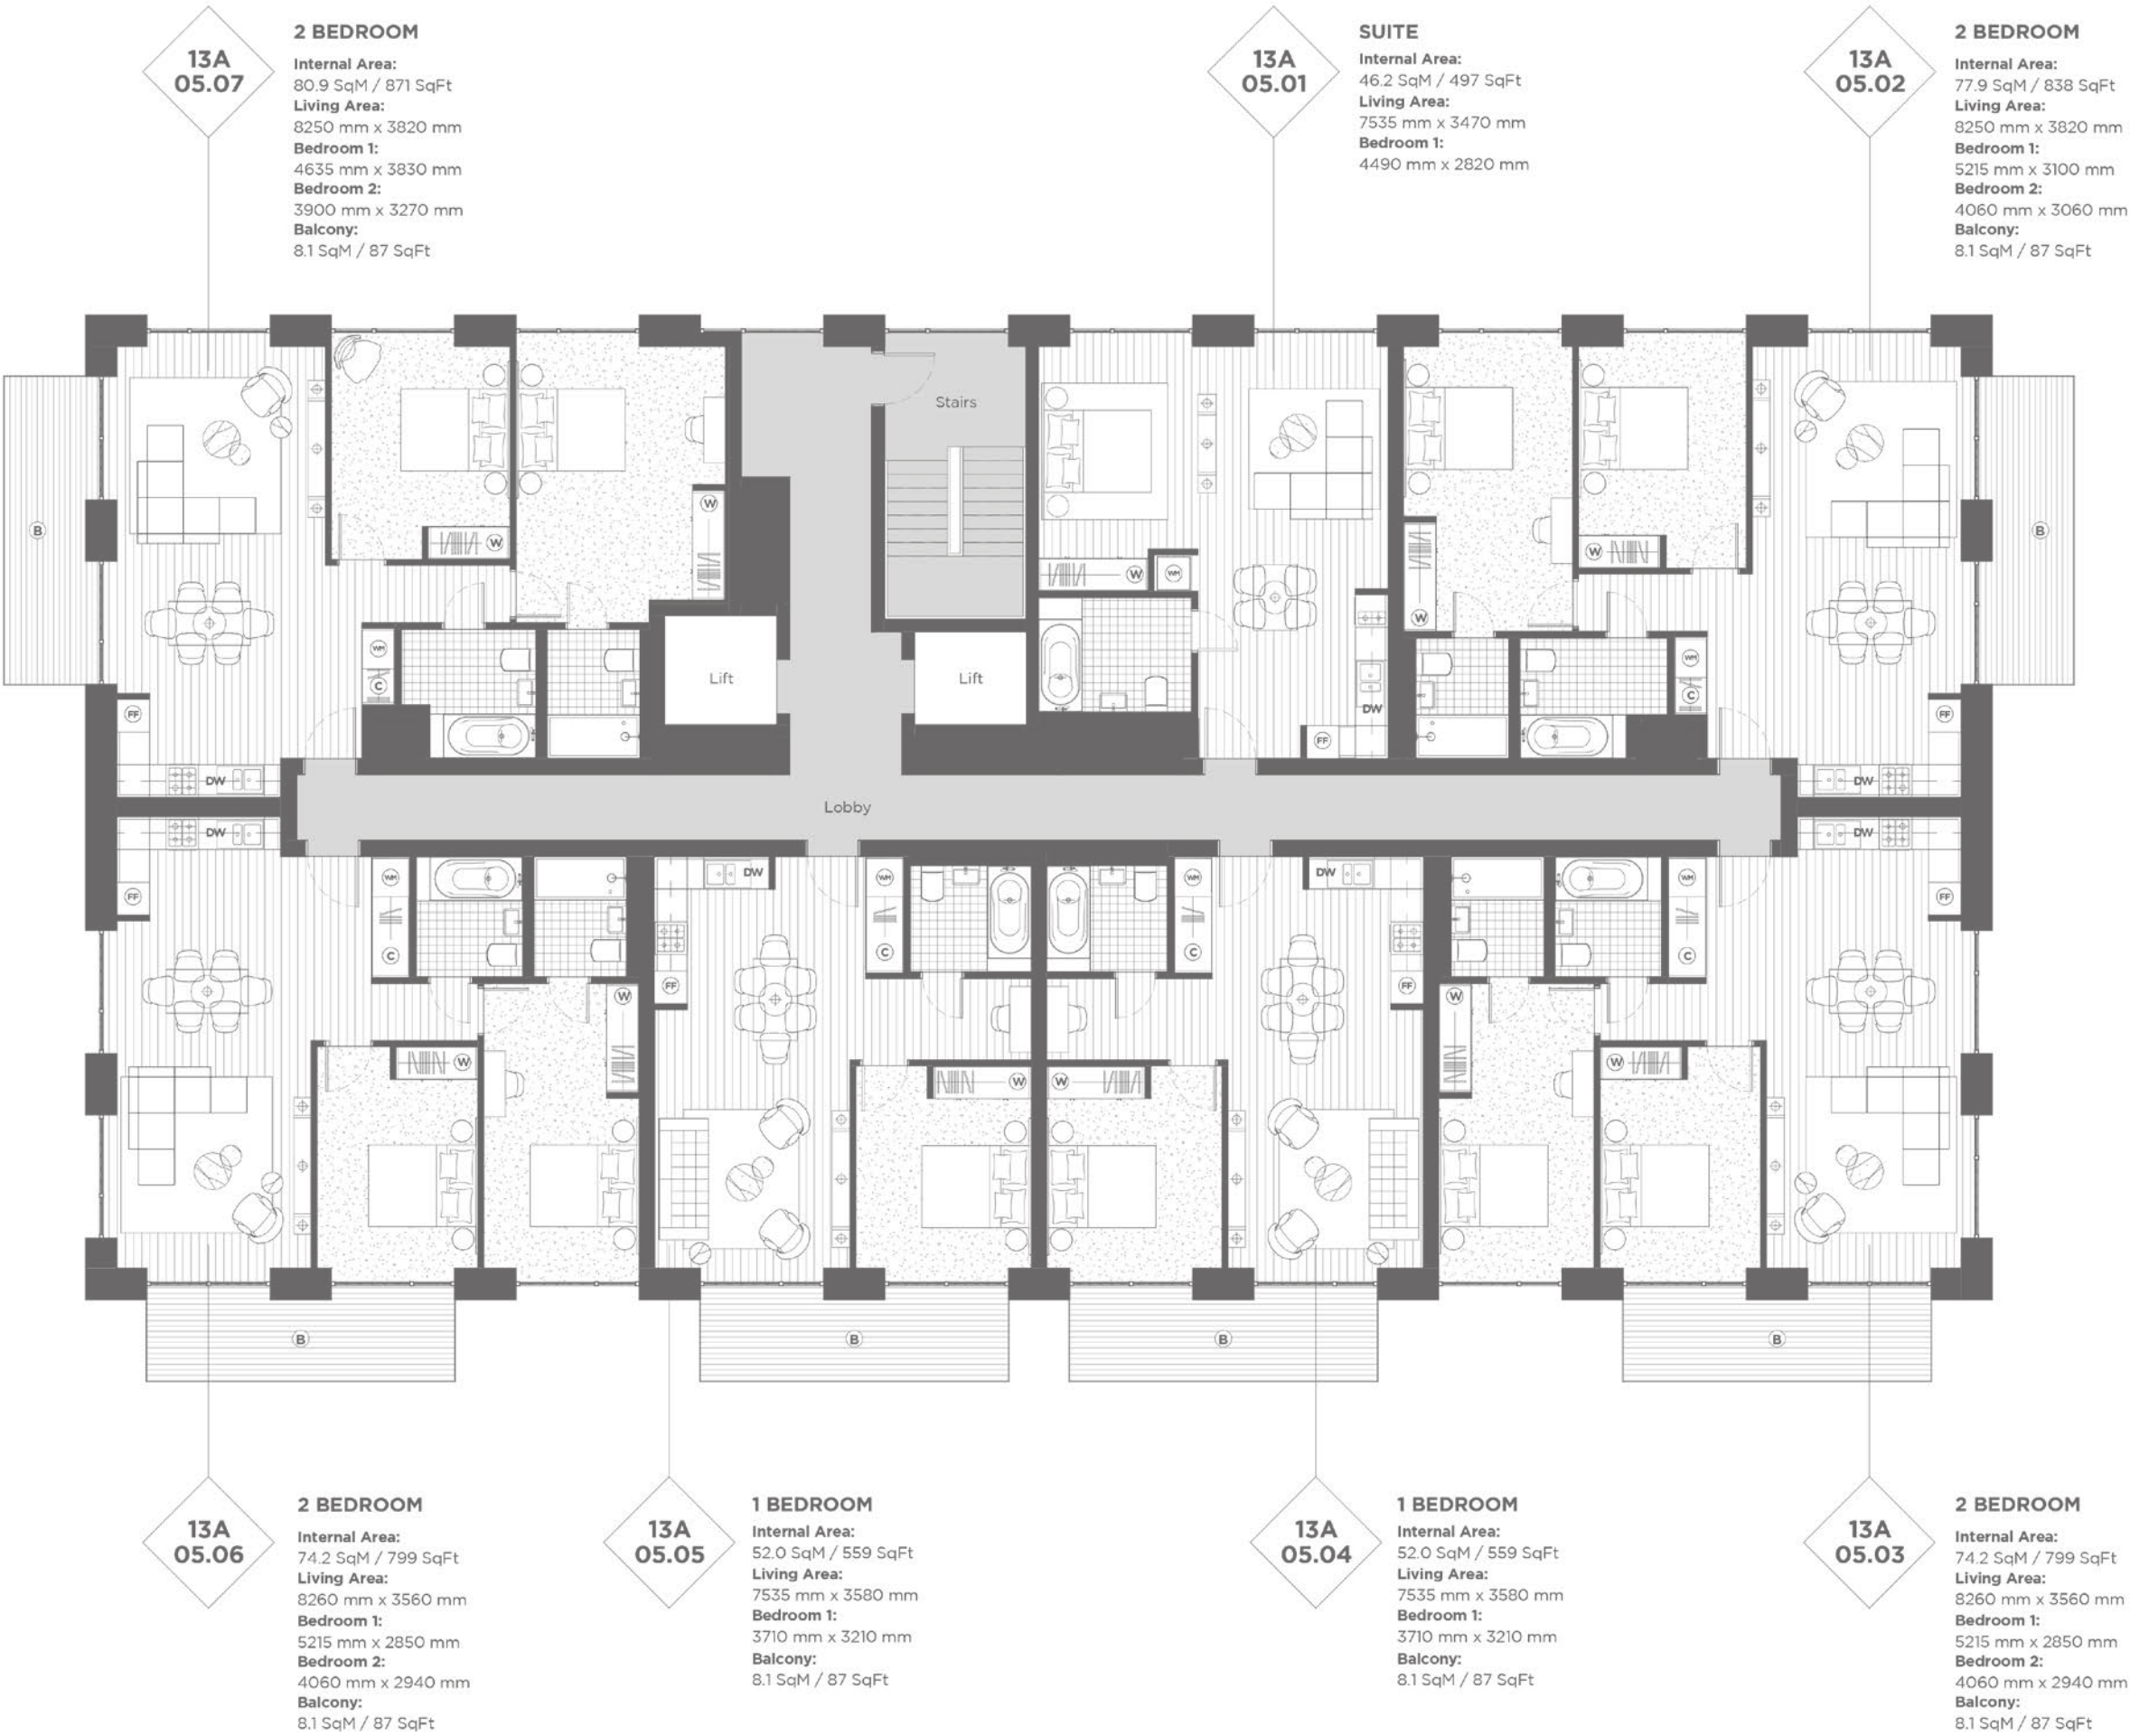 13A
05.07
2 BEDROOM
Internal Area:
80.9 SqM / 871 SqFt
Living Area:
8250 mm x 3820 mm
Bedroom 1:
4635 mm x 3830 mm
Bedroom 2:
3900 mm x 3270 mm
Balcony:
8.1 SqM / 87 SqFt
13A
05.01
SUITE
Internal Area:
46.2 SqM / 497 SqFt
Living Area:
7535 mm x 3470 mm
Bedroom 1:
4490 mm x 2820 mm
13A
05.02
2 BEDROOM
Internal Area:
77.9 SqM / 838 SqFt
Living Area:
8250 mm x 3820 mm
Bedroom 1:
5215 mm x 3100 mm
Bedroom 2:
4060 mm x 3060 mm
Balcony:
8.1 SqM / 87 SqFt
Stairs
W
B
W
W
W
B
W
WM
W
WM
C
Lift
Lift
WM
C
FF
DW
FF
FF
DW
DW
Lobby
DW
DW
FF
WM
C
DW
WM
C
WM
C
DW
WM
C
FF
W
FF
FF
W
W
W
W
W
W
B
B
B
B
13A
05.06
2 BEDROOM
Internal Area:
74.2 SqM / 799 SqFt
Living Area:
8260 mm x 3560 mm
Bedroom 1:
5215 mm x 2850 mm
Bedroom 2:
4060 mm x 2940 mm
Balcony:
8.1 SqM / 87 SqFt
13A
05.05
1 BEDROOM
Internal Area:
52.0 SqM / 559 SqFt
Living Area:
7535 mm x 3580 mm
Bedroom 1:
3710 mm x 3210 mm
Balcony:
8.1 SqM / 87 SqFt
13A
05.04
1 BEDROOM
Internal Area:
52.0 SqM / 559 SqFt
Living Area:
7535 mm x 3580 mm
Bedroom 1:
3710 mm x 3210 mm
Balcony:
8.1 SqM / 87 SqFt
13A
05.03
2 BEDROOM
Internal Area:
74.2 SqM / 799 SqFt
Living Area:
8260 mm x 3560 mm
Bedroom 1:
5215 mm x 2850 mm
Bedroom 2:
4060 mm x 2940 mm
Balcony:
8.1 SqM / 87 SqFt